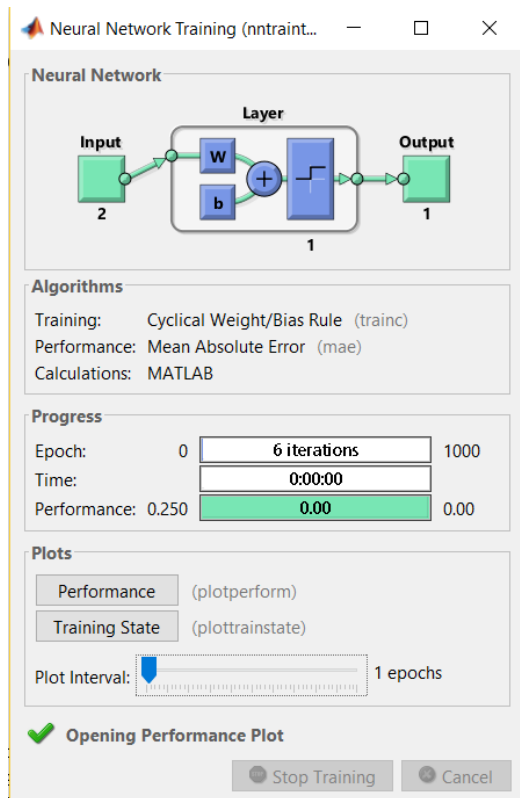 Neural Network Training (nntraint...
Neural Network
Layer
Input
Output
W
+
b
2
1
1
Algorithms
Training: Cyclical Weight/Bias Rule (trainc)
Performance: Mean Absolute Error (mae)
Calculations: MATLAB
Progress
Epoch: 0 6 iterations 1000
Time: 0:00:00
Performance: 0.250 0.00 0.00
Plots
Performance (plotperform)
Training State (plottrainstate)
Plot Interval: 1 epochs
Opening Performance Plot
Stop Training Cancel